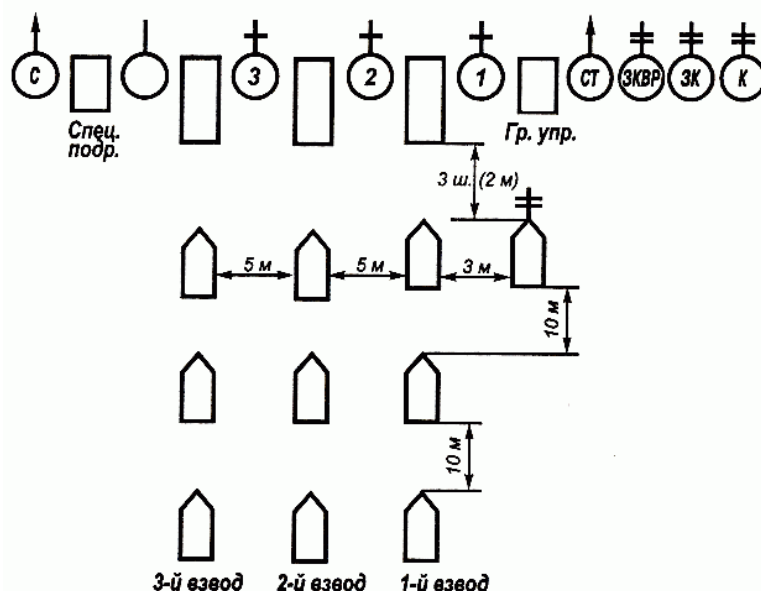 С
3
2
1
СТ
ЗКВР
ЗК
К
Спец.
подр.
Гр. упр.
3 ш. (2 м)
5 м
5 м
3 м
10 м
10 м
3-й взвод
2-й взвод
1-й взвод